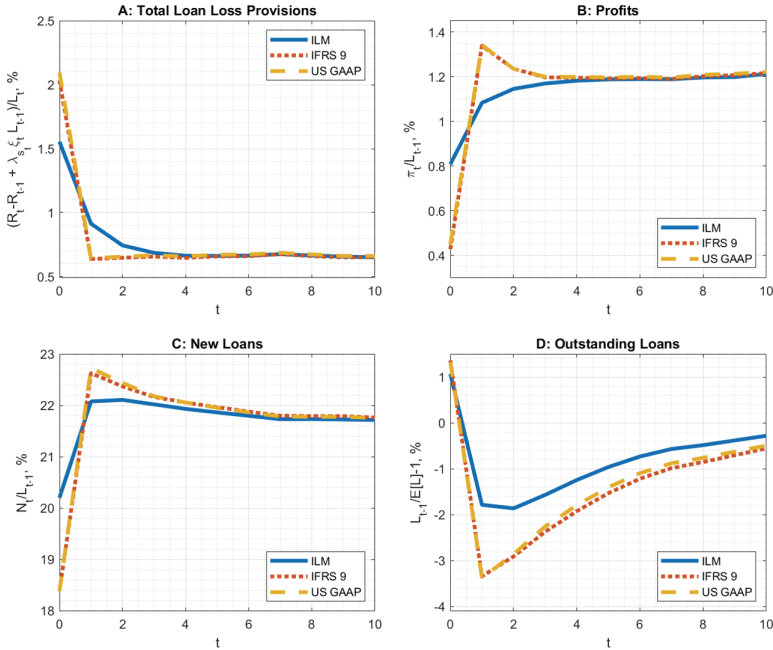 A: Total Loan Loss Provisions
(R_t-R_{t-1} + λ_{s_t} ξ_t L_{t-1})/L_t, %
2.5
2
1.5
1
0.5
0 2 4 6 8 10
t
ILM
IFRS 9
US GAAP
B: Profits
π_t/L_{t-1}, %
1.4
1.2
1
0.8
0.6
0.4
0 2 4 6 8 10
t
ILM
IFRS 9
US GAAP
C: New Loans
N_t/L_{t-1}, %
23
22
21
20
19
18
0 2 4 6 8 10
t
ILM
IFRS 9
US GAAP
D: Outstanding Loans
L_{t-1}/E[L]-1, %
1
0
-1
-2
-3
-4
0 2 4 6 8 10
t
ILM
IFRS 9
US GAAP